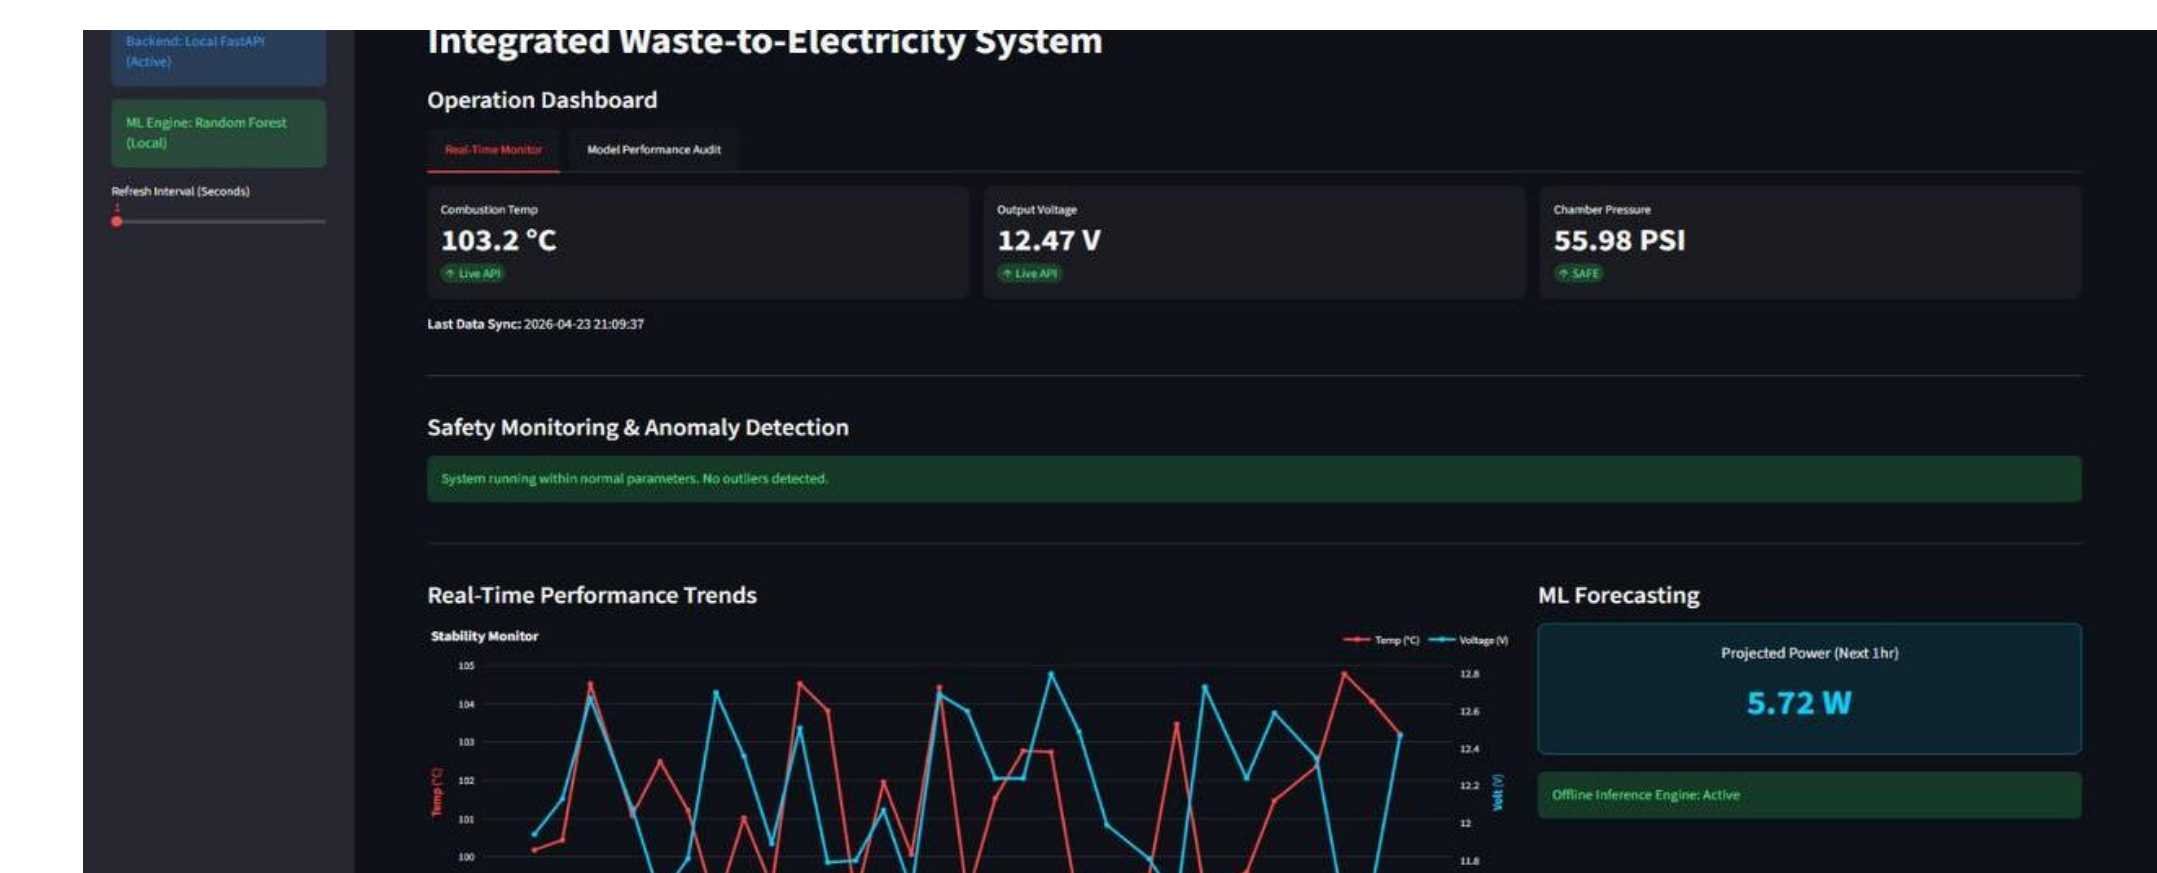 Backend: Local FastAPI
(Active)
ML Engine: Random Forest
(Local)
Refresh Interval (Seconds)
1
Integrated Waste-to-Electricity System
Operation Dashboard
Real-Time Monitor
Model Performance Audit
Combustion Temp
103.2 °C
↑ Live API
Output Voltage
12.47 V
↑ Live API
Chamber Pressure
55.98 PSI
↑ SAFE
Last Data Sync: 2026-04-23 21:09:37
Safety Monitoring & Anomaly Detection
System running within normal parameters. No outliers detected.
Real-Time Performance Trends
Stability Monitor
Temp (°C)
Voltage (V)
105
104
103
102
101
100
Temp (°C)
12.8
12.6
12.4
12.2
12
11.8
Volt (V)
ML Forecasting
Projected Power (Next 1hr)
5.72 W
Offline Inference Engine: Active